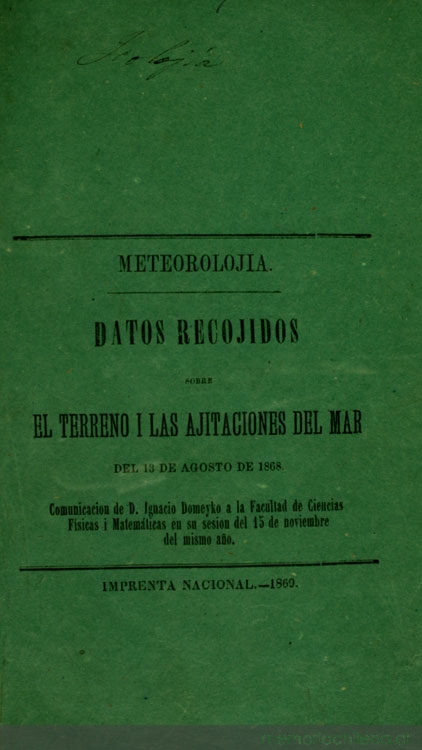 METEOROLOJIA.
DATOS RECOJIDOS
SOBRE
EL TERRENO I LAS AJITACIONES DEL MAR
DEL 13 DE AGOSTO DE 1868
Comunicacion de D. Ignacio Domeyko a la Facultad de Ciencias
Físicas i Matemáticas en su sesion del 15 de noviembre
del mismo año.
IMPRENTA NACIONAL.—1869.